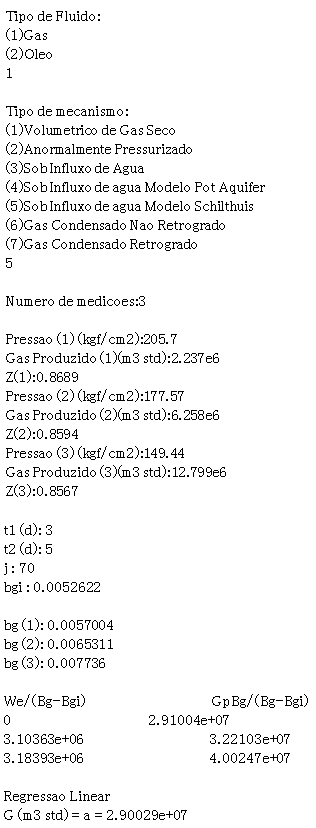 Tipo de Fluido:
(1)Gas
(2)Oleo
1
Tipo de mecanismo:
(1)Volumetrico de Gas Seco
(2)Anormalmente Pressurizado
(3)Sob Influxo de Agua
(4)Sob Influxo de agua Modelo Pot Aquifer
(5)Sob Influxo de agua Modelo Schilthuis
(6)Gas Condensado Nao Retrogrado
(7)Gas Condensado Retrogrado
5
Numero de medicoes:3
Pressao (1) (kgf/cm2):205.7
Gas Produzido (1)(m3 std):2.237e6
Z(1):0.8689
Pressao (2) (kgf/cm2):177.57
Gas Produzido (2)(m3 std):6.258e6
Z(2):0.8594
Pressao (3) (kgf/cm2):149.44
Gas Produzido (3)(m3 std):12.799e6
Z(3):0.8567
t1 (d): 3
t2 (d): 5
j : 70
bgi : 0.0052622
bg (1): 0.0057004
bg (2): 0.0065311
bg (3): 0.007736
We/(Bg-Bgi) GpBg/(Bg-Bgi)
0 2.91004e+07
3.10363e+06 3.22103e+07
3.18393e+06 4.00247e+07
Regressao Linear
G (m3 std) = a = 2.90029e+07